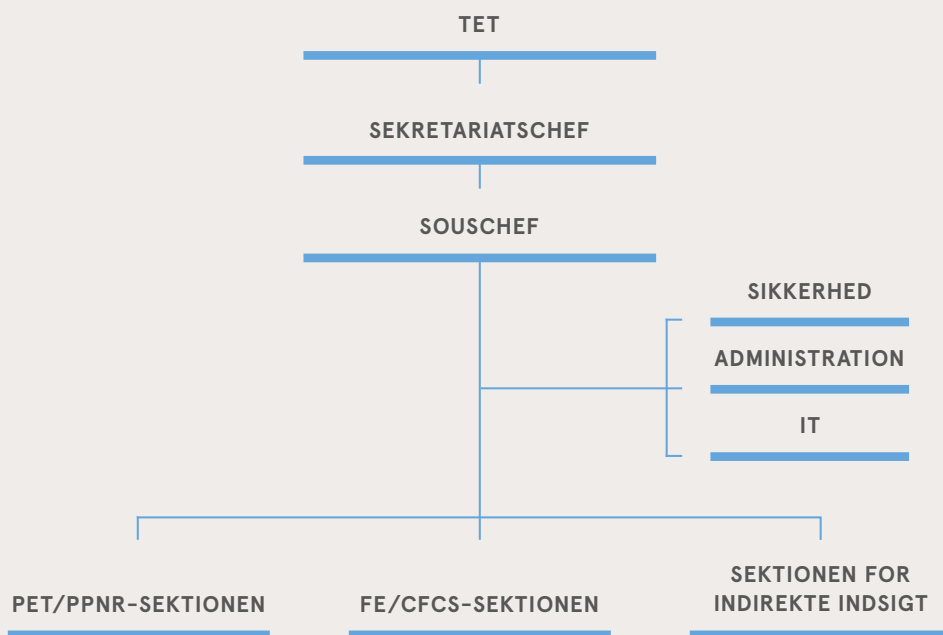 TET
SEKRETARIATSCHEF
SOUSCHEF
SIKKERHED
ADMINISTRATION
IT
PET/PPNR-SEKTIONEN
FE/CFCS-SEKTIONEN
SEKTIONEN FOR
INDIREKTE INDSIGT